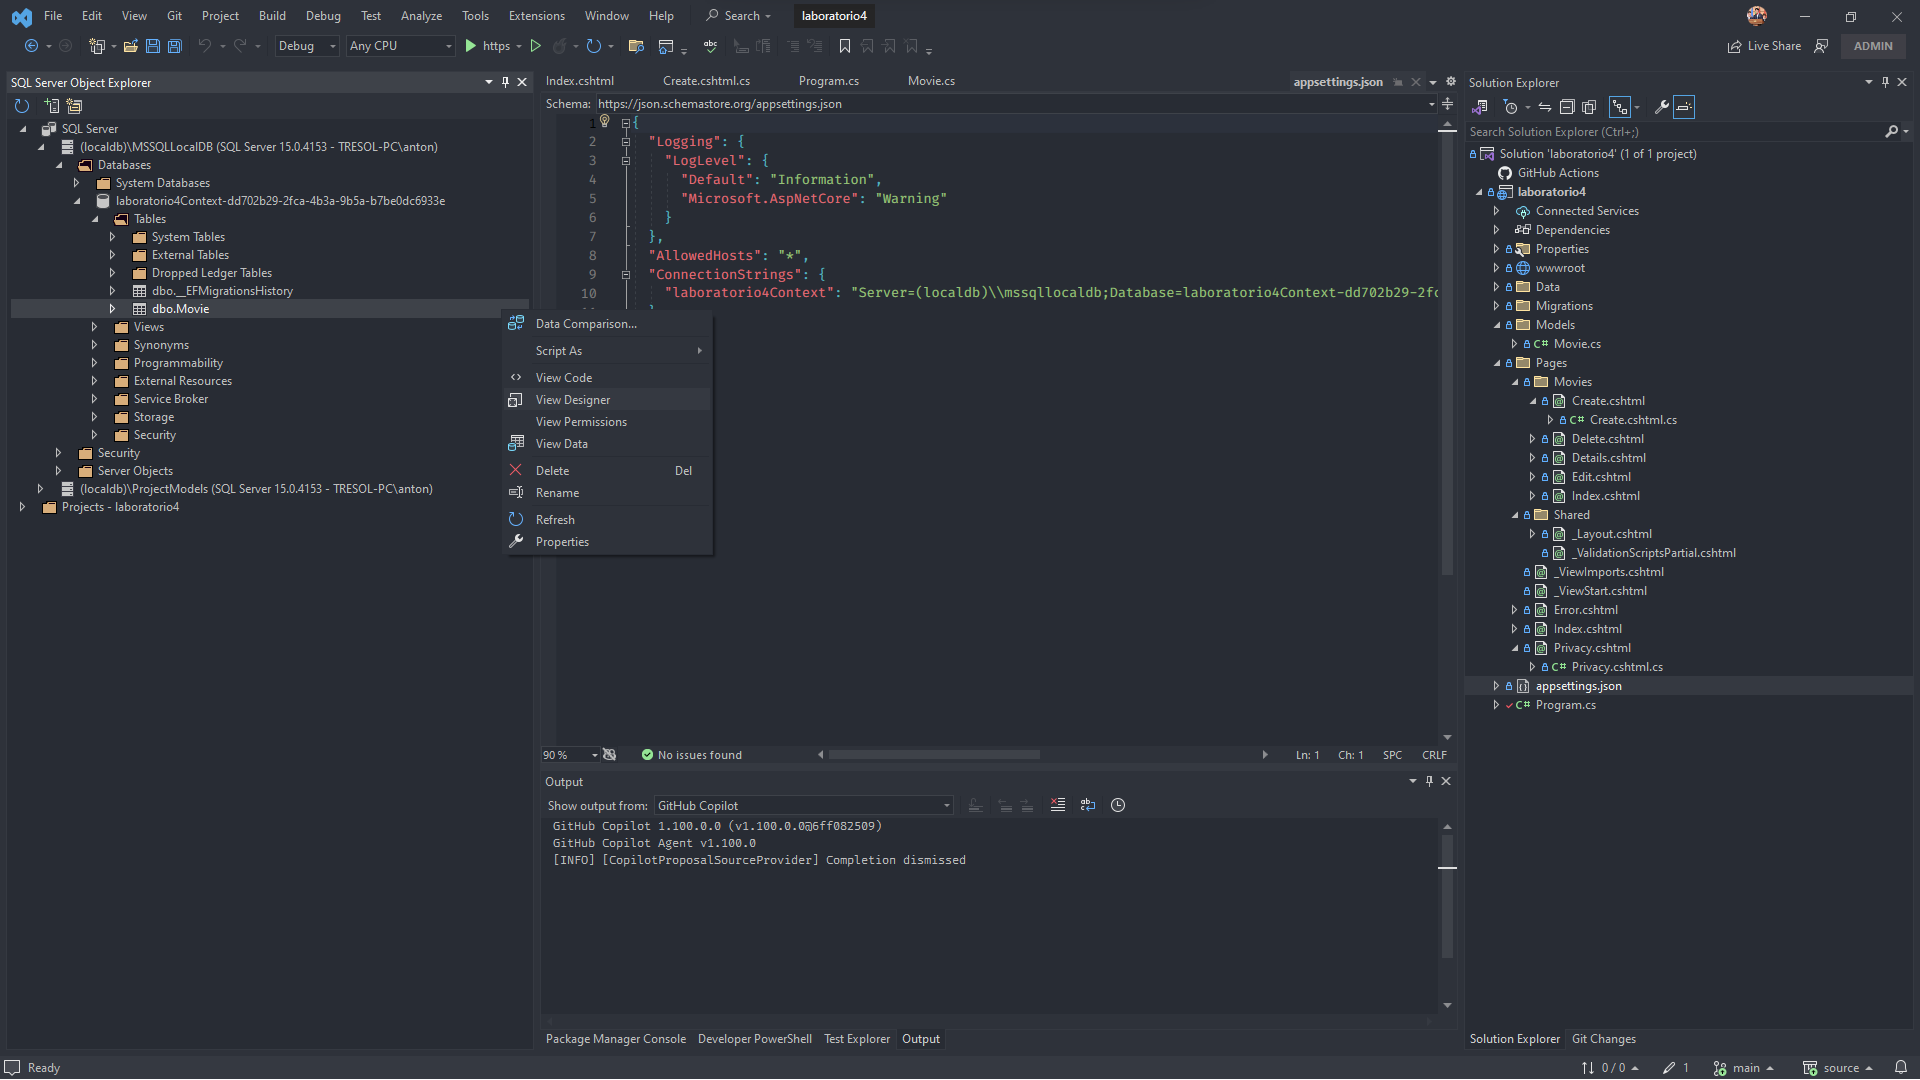 File Edit View Git Project Build Debug Test Analyze Tools Extensions Window Help Search laboratorio4
Debug Any CPU https Live Share ADMIN
SQL Server Object Explorer
SQL Server
(localdb)\MSSQLLocalDB (SQL Server 15.0.4153 - TRESOL-PC\anton)
Databases
System Databases
laboratorio4Context-dd702b29-2fca-4b3a-9b5a-b7be0dc6933e
Tables
System Tables
External Tables
Dropped Ledger Tables
dbo.__EFMigrationsHistory
dbo.Movie
Views
Synonyms
Programmability
External Resources
Service Broker
Storage
Security
Security
Server Objects
(localdb)\ProjectModels (SQL Server 15.0.4153 - TRESOL-PC\anton)
Projects - laboratorio4
Data Comparison...
Script As
View Code
View Designer
View Permissions
View Data
Delete Del
Rename
Refresh
Properties
Index.cshtml Create.cshtml.cs Program.cs Movie.cs appsettings.json
Schema: https://json.schemastore.org/appsettings.json
1 {
2 "Logging": {
3 "LogLevel": {
4 "Default": "Information",
5 "Microsoft.AspNetCore": "Warning"
6 }
7 },
8 "AllowedHosts": "*",
9 "ConnectionStrings": {
10 "laboratorio4Context": "Server=(localdb)\\mssqllocaldb;Database=laboratorio4Context-dd702b29-2fc
90 % No issues found Ln: 1 Ch: 1 SPC CRLF
Output
Show output from: GitHub Copilot
GitHub Copilot 1.100.0.0 (v1.100.0.0@6ff082509)
GitHub Copilot Agent v1.100.0
[INFO] [CopilotProposalSourceProvider] Completion dismissed
Package Manager Console Developer PowerShell Test Explorer Output
Solution Explorer
Search Solution Explorer (Ctrl+;)
Solution 'laboratorio4' (1 of 1 project)
GitHub Actions
laboratorio4
Connected Services
Dependencies
Properties
wwwroot
Data
Migrations
Models
C# Movie.cs
Pages
Movies
Create.cshtml
C# Create.cshtml.cs
Delete.cshtml
Details.cshtml
Edit.cshtml
Index.cshtml
Shared
_Layout.cshtml
_ValidationScriptsPartial.cshtml
_ViewImports.cshtml
_ViewStart.cshtml
Error.cshtml
Index.cshtml
Privacy.cshtml
C# Privacy.cshtml.cs
appsettings.json
C# Program.cs
Solution Explorer Git Changes
Ready 0 / 0 1 main source